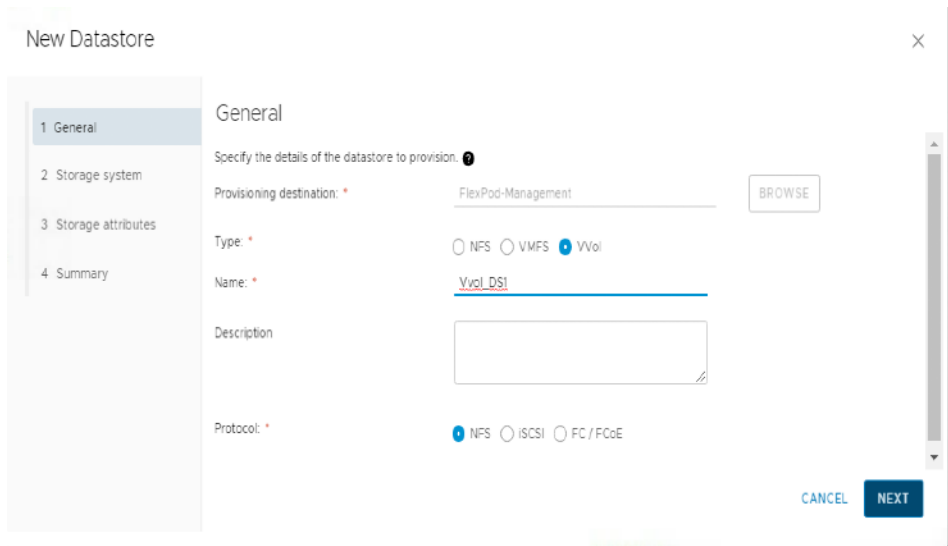 New Datastore
1 General
2 Storage system
3 Storage attributes
4 Summary
General
Specify the details of the datastore to provision. ?
Provisioning destination: * FlexPod-Management BROWSE
Type: * NFS VMFS VVol
Name: * Vvol_DS1
Description
Protocol: * NFS iSCSI FC / FCoE
CANCEL NEXT